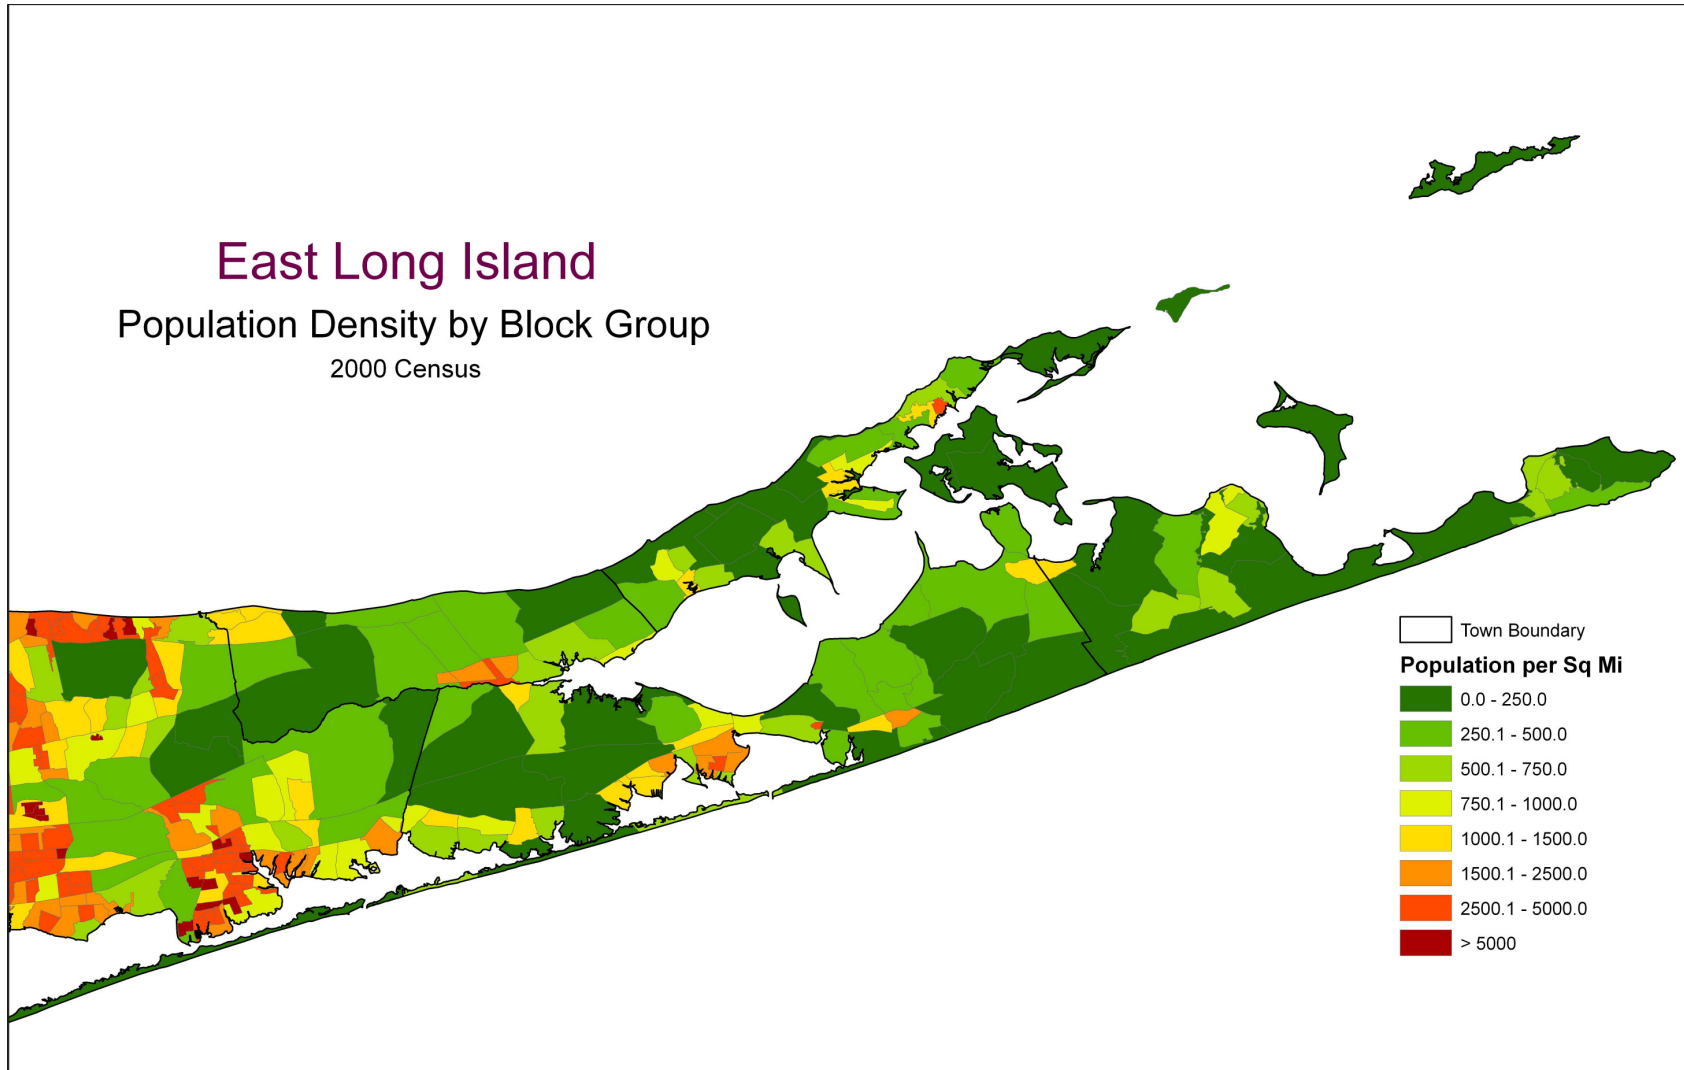 East Long Island
Population Density by Block Group
2000 Census
Town Boundary
Population per Sq Mi
0.0 - 250.0
250.1 - 500.0
500.1 - 750.0
750.1 - 1000.0
1000.1 - 1500.0
1500.1 - 2500.0
2500.1 - 5000.0
> 5000